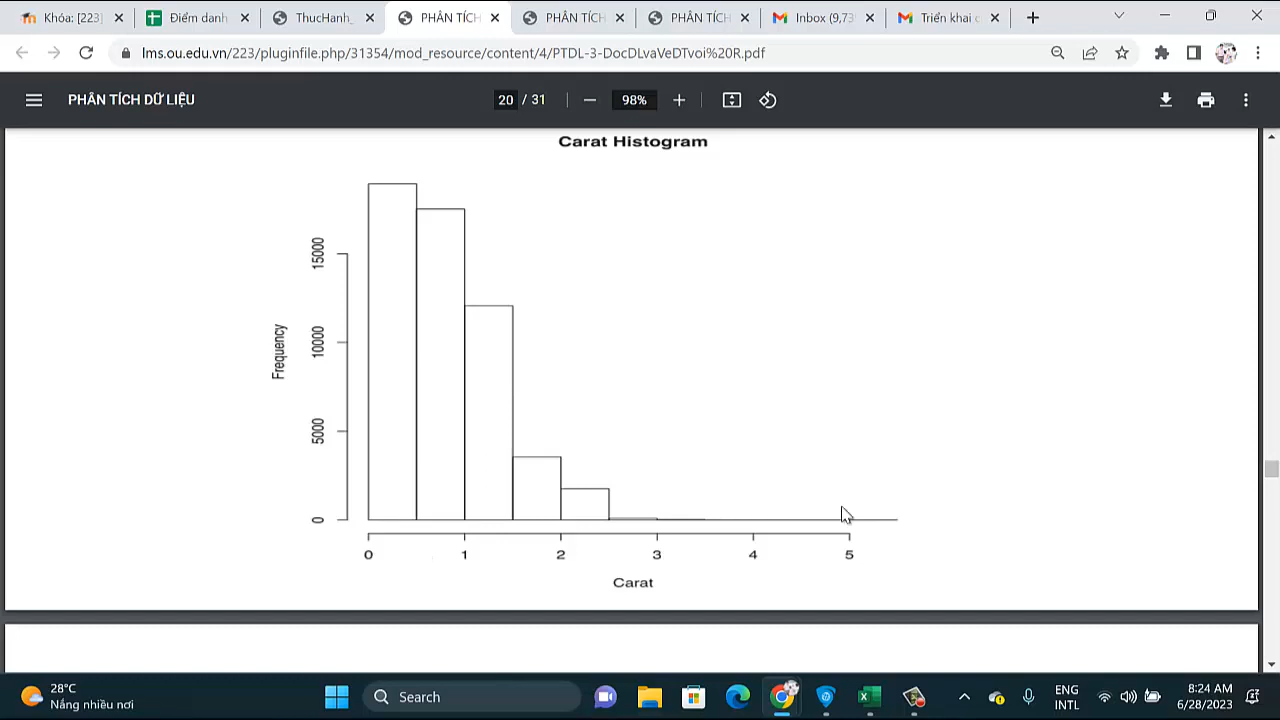 Khóa: [223]
Điểm danh
ThucHanh_
PHÂN TÍCH
PHÂN TÍCH
PHÂN TÍCH
Inbox (9,73
Triển khai c
lms.ou.edu.vn/223/pluginfile.php/31354/mod_resource/content/4/PTDL-3-DocDLvaVeDTvoi%20R.pdf
PHÂN TÍCH DỮ LIỆU
20 / 31
98%
Carat Histogram
Frequency
15000
10000
5000
0
0 1 2 3 4 5
Carat
28°C
Nắng nhiều nơi
Search
ENG
INTL
8:24 AM
6/28/2023